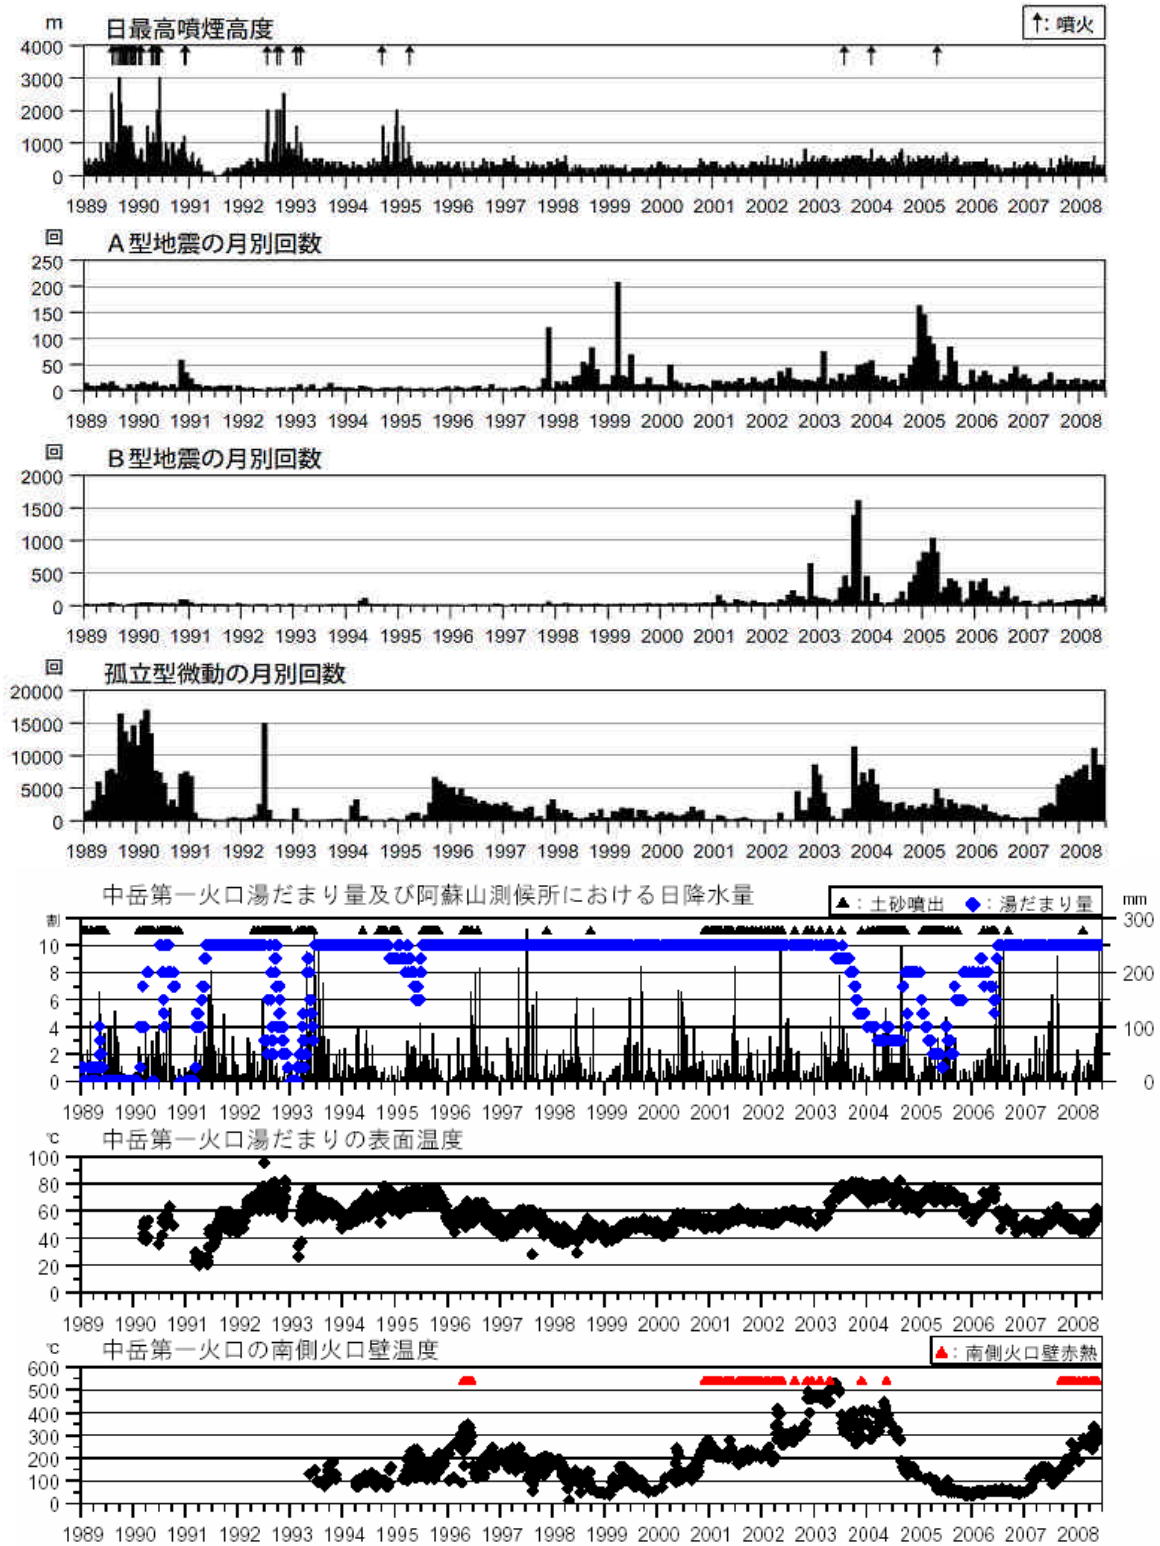 m 日最高噴煙高度 ↑: 噴火
4000
3000
2000
1000
0
1989 1990 1991 1992 1993 1994 1995 1996 1997 1998 1999 2000 2001 2002 2003 2004 2005 2006 2007 2008
回 A型地震の月別回数
250
200
150
100
50
0
1989 1990 1991 1992 1993 1994 1995 1996 1997 1998 1999 2000 2001 2002 2003 2004 2005 2006 2007 2008
回 B型地震の月別回数
2000
1500
1000
500
0
1989 1990 1991 1992 1993 1994 1995 1996 1997 1998 1999 2000 2001 2002 2003 2004 2005 2006 2007 2008
回 孤立型微動の月別回数
20000
15000
10000
5000
0
1989 1990 1991 1992 1993 1994 1995 1996 1997 1998 1999 2000 2001 2002 2003 2004 2005 2006 2007 2008
中岳第一火口湯だまり量及び阿蘇山測候所における日降水量 ▲: 土砂噴出 ◆: 湯だまり量 mm
割 300
10
8 200
6
4 100
2
0 0
1989 1990 1991 1992 1993 1994 1995 1996 1997 1998 1999 2000 2001 2002 2003 2004 2005 2006 2007 2008
℃ 中岳第一火口湯だまりの表面温度
100
80
60
40
20
0
1989 1990 1991 1992 1993 1994 1995 1996 1997 1998 1999 2000 2001 2002 2003 2004 2005 2006 2007 2008
℃ 中岳第一火口の南側火口壁温度 ▲: 南側火口壁赤熱
600
500
400
300
200
100
0
1989 1990 1991 1992 1993 1994 1995 1996 1997 1998 1999 2000 2001 2002 2003 2004 2005 2006 2007 2008